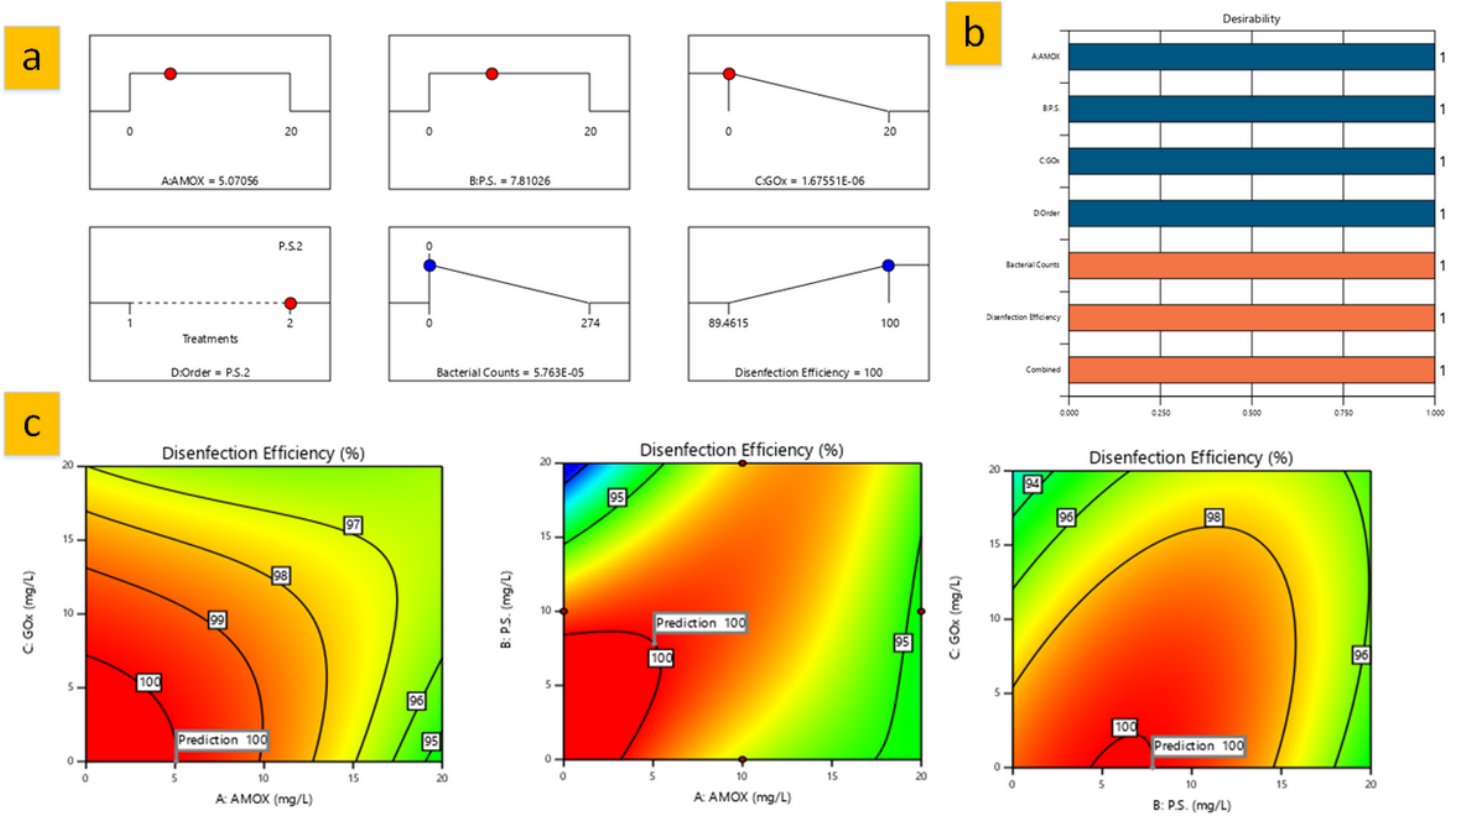 a
0 20
A:AMOX = 5.07056
0 20
B:P.S. = 7.81026
0 20
C:GOx = 1.67551E-06
P.S.2
1 2
Treatments
D:Order = P.S.2
0
0 274
Bacterial Counts = 5.763E-05
89.4615 100
Disenfection Efficiency = 100
b
Desirability
A:AMOX 1
B:P.S. 1
C:GOx 1
D:Order 1
Bacterial Counts 1
Disenfection Efficiency 1
Combined 1
0.000 0.250 0.500 0.750 1.000
c
Disenfection Efficiency (%)
20
15
10
5
0
C: GOx (mg/L)
97
98
99
100
96
95
Prediction 100
0 5 10 15 20
A: AMOX (mg/L)
Disenfection Efficiency (%)
20
15
10
5
0
B: P.S. (mg/L)
95
Prediction 100
100
95
0 5 10 15 20
A: AMOX (mg/L)
Disenfection Efficiency (%)
20
15
10
5
0
C: GOx (mg/L)
94
96
98
96
100
Prediction 100
0 5 10 15 20
B: P.S. (mg/L)